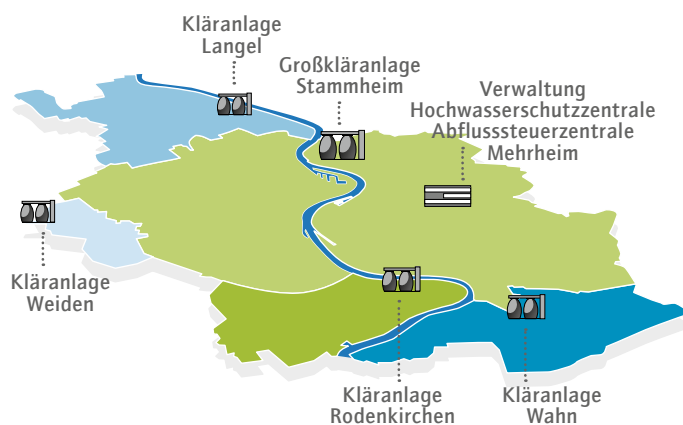 Kläranlage
Langel
Großkläranlage
Stammheim
Verwaltung
Hochwasserschutzzentrale
Abflusssteuerzentrale
Mehrheim
Kläranlage
Weiden
Kläranlage
Rodenkirchen
Kläranlage
Wahn